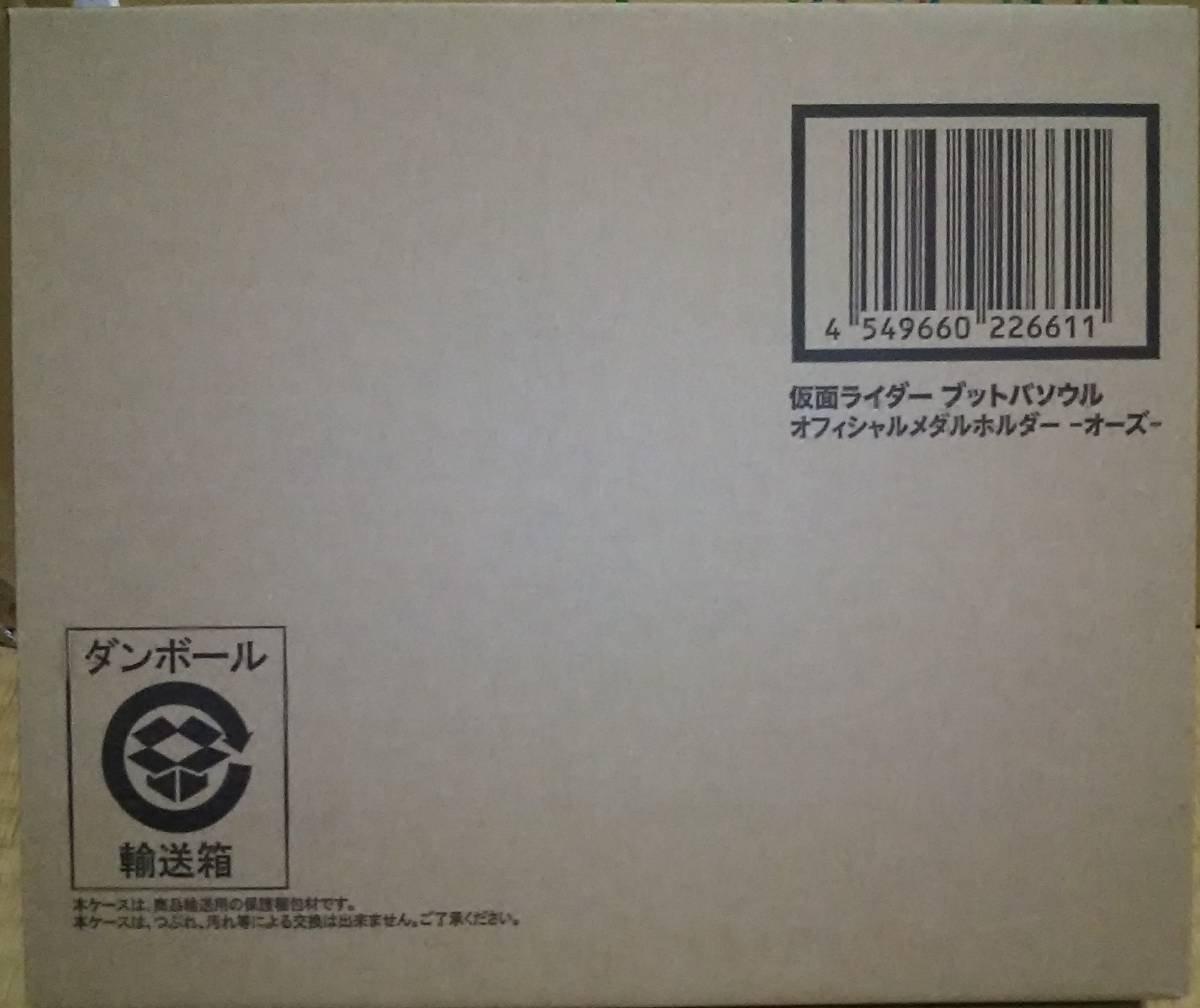 4 549660 226611
仮面ライダー ブットバソウル
オフィシャルメダルホルダー -オーズ-
ダンボール
輸送箱
本ケースは、商品輸送用の保護梱包材です。
本ケースは、つぶれ、汚れ等による交換は出来ません。ご了承ください。